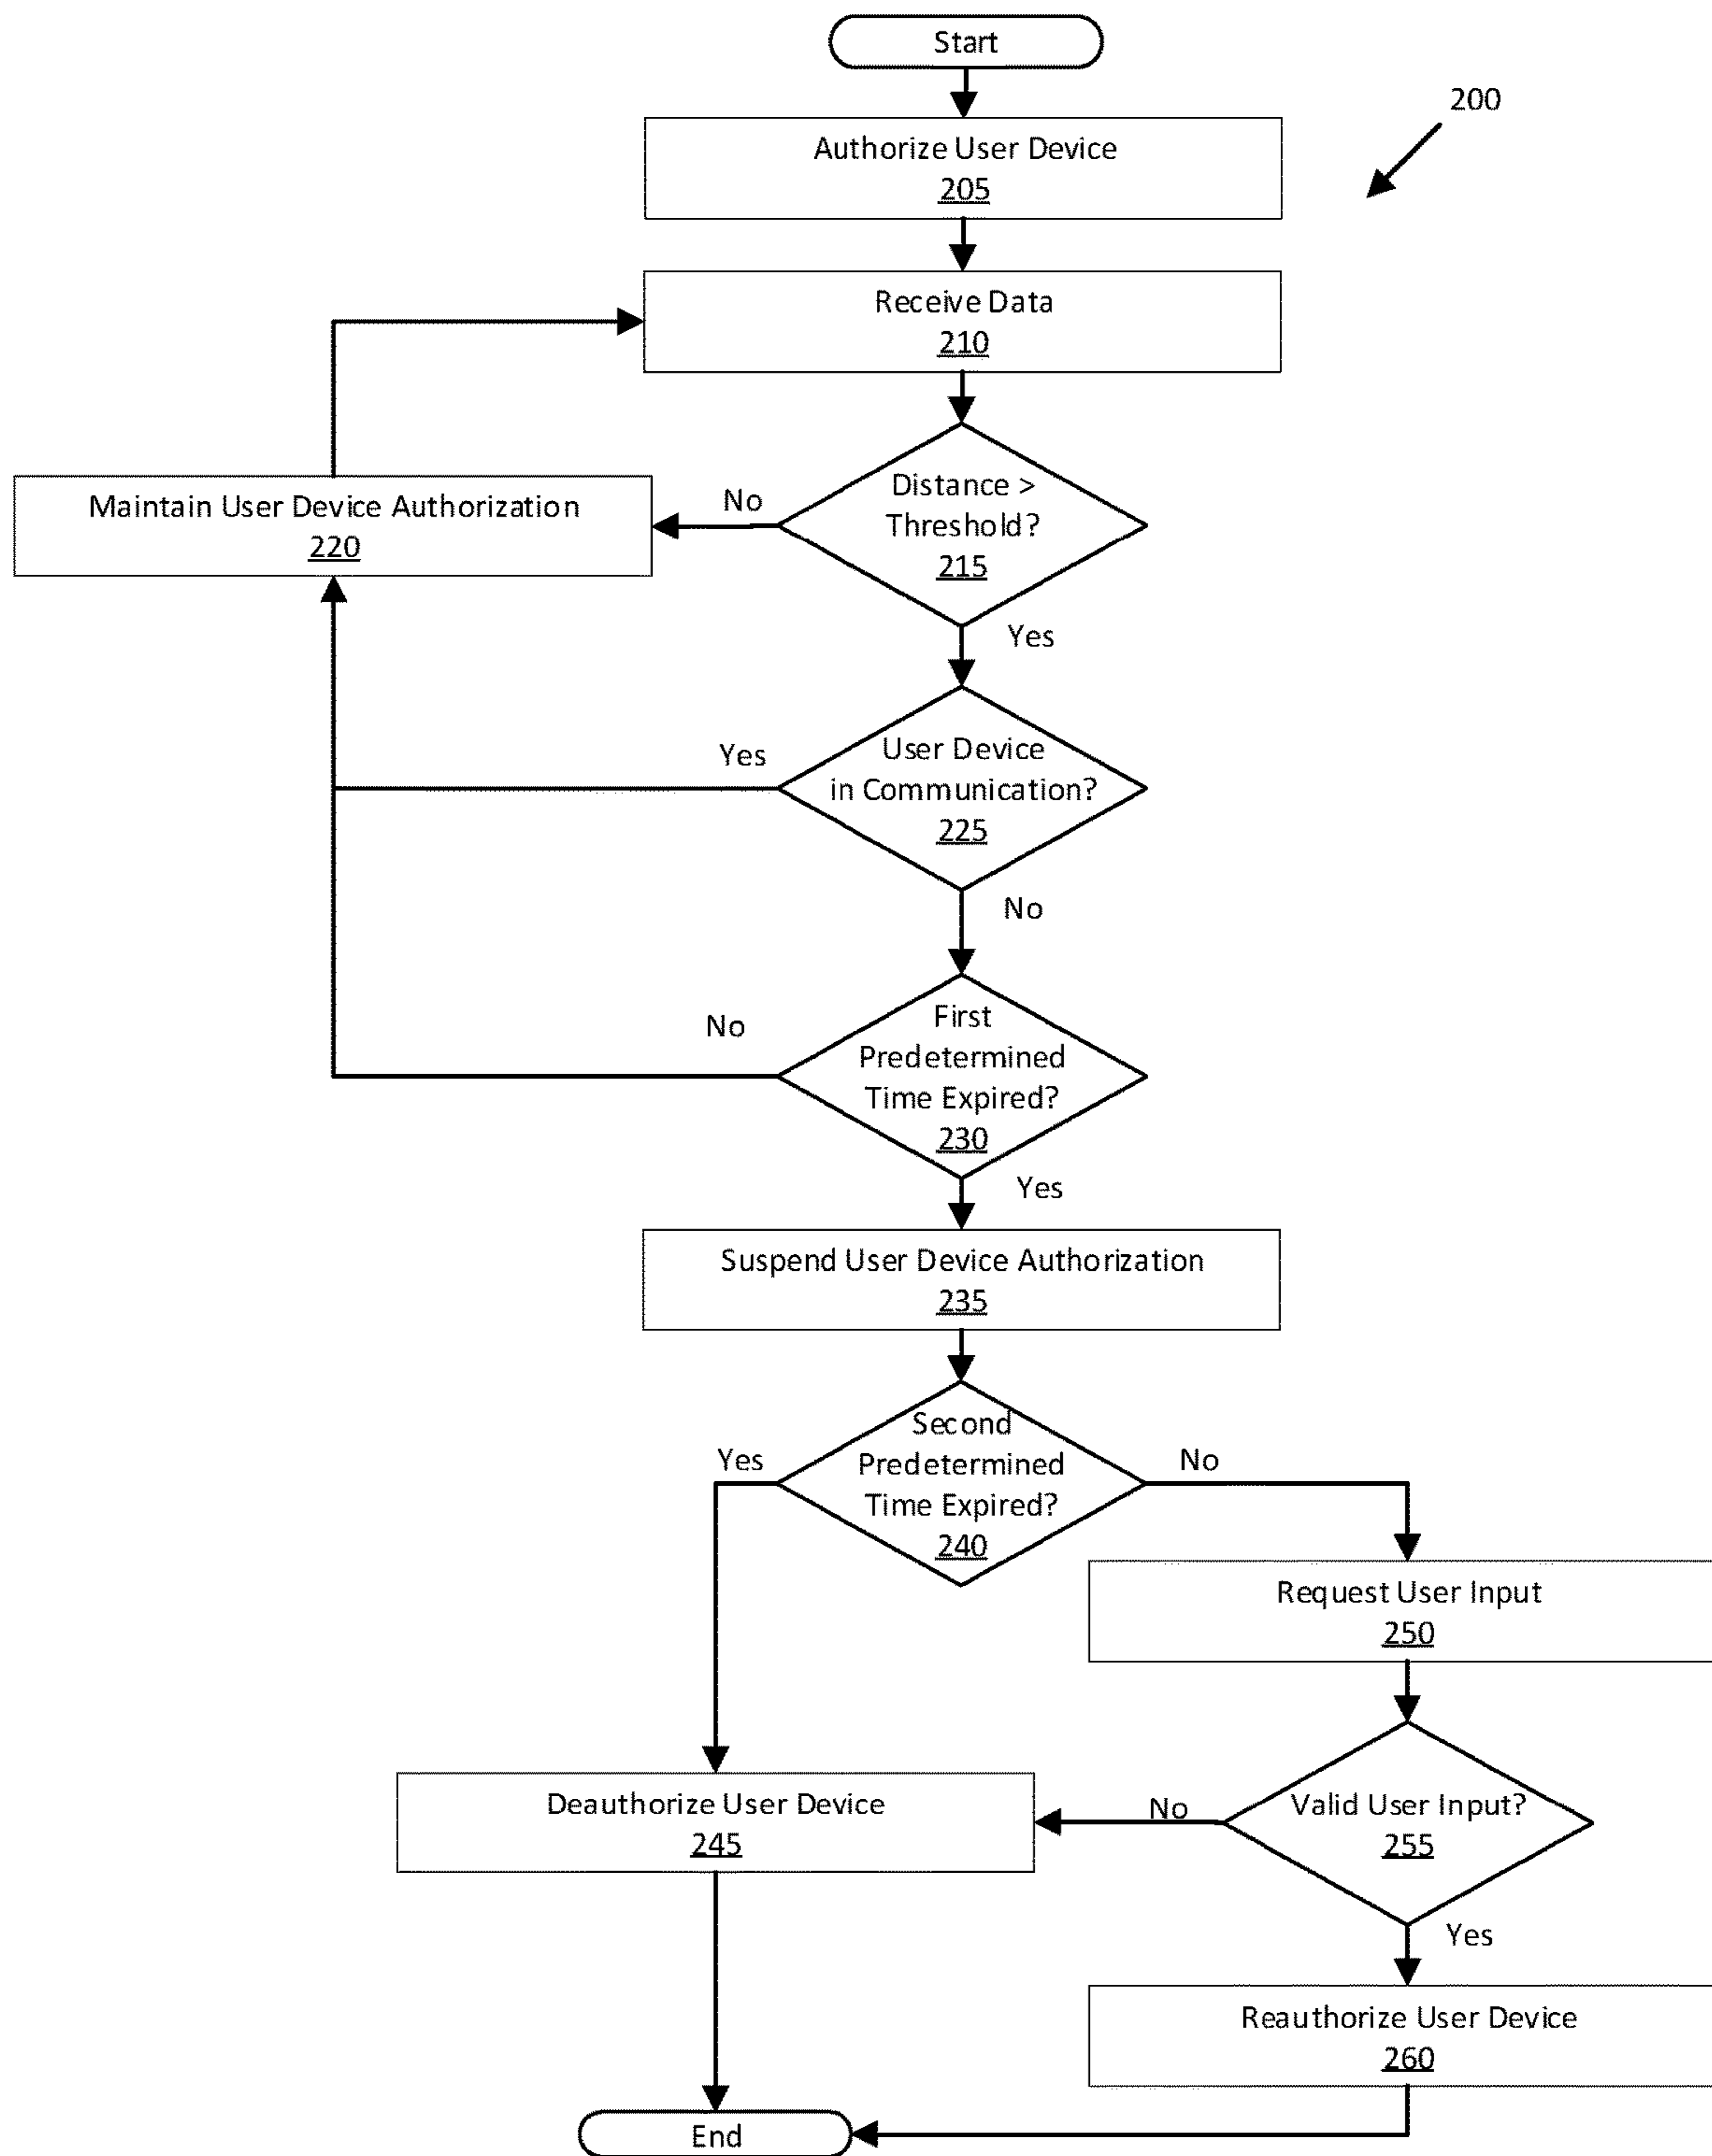 Start
200
Authorize User Device
205
Receive Data
210
Distance >
Threshold?
215
No
Maintain User Device Authorization
220
Yes
User Device
in Communication?
225
Yes
No
First
Predetermined
Time Expired?
230
No
Yes
Suspend User Device Authorization
235
Second
Predetermined
Time Expired?
240
Yes
No
Request User Input
250
Valid User Input?
255
No
Deauthorize User Device
245
Yes
Reauthorize User Device
260
End